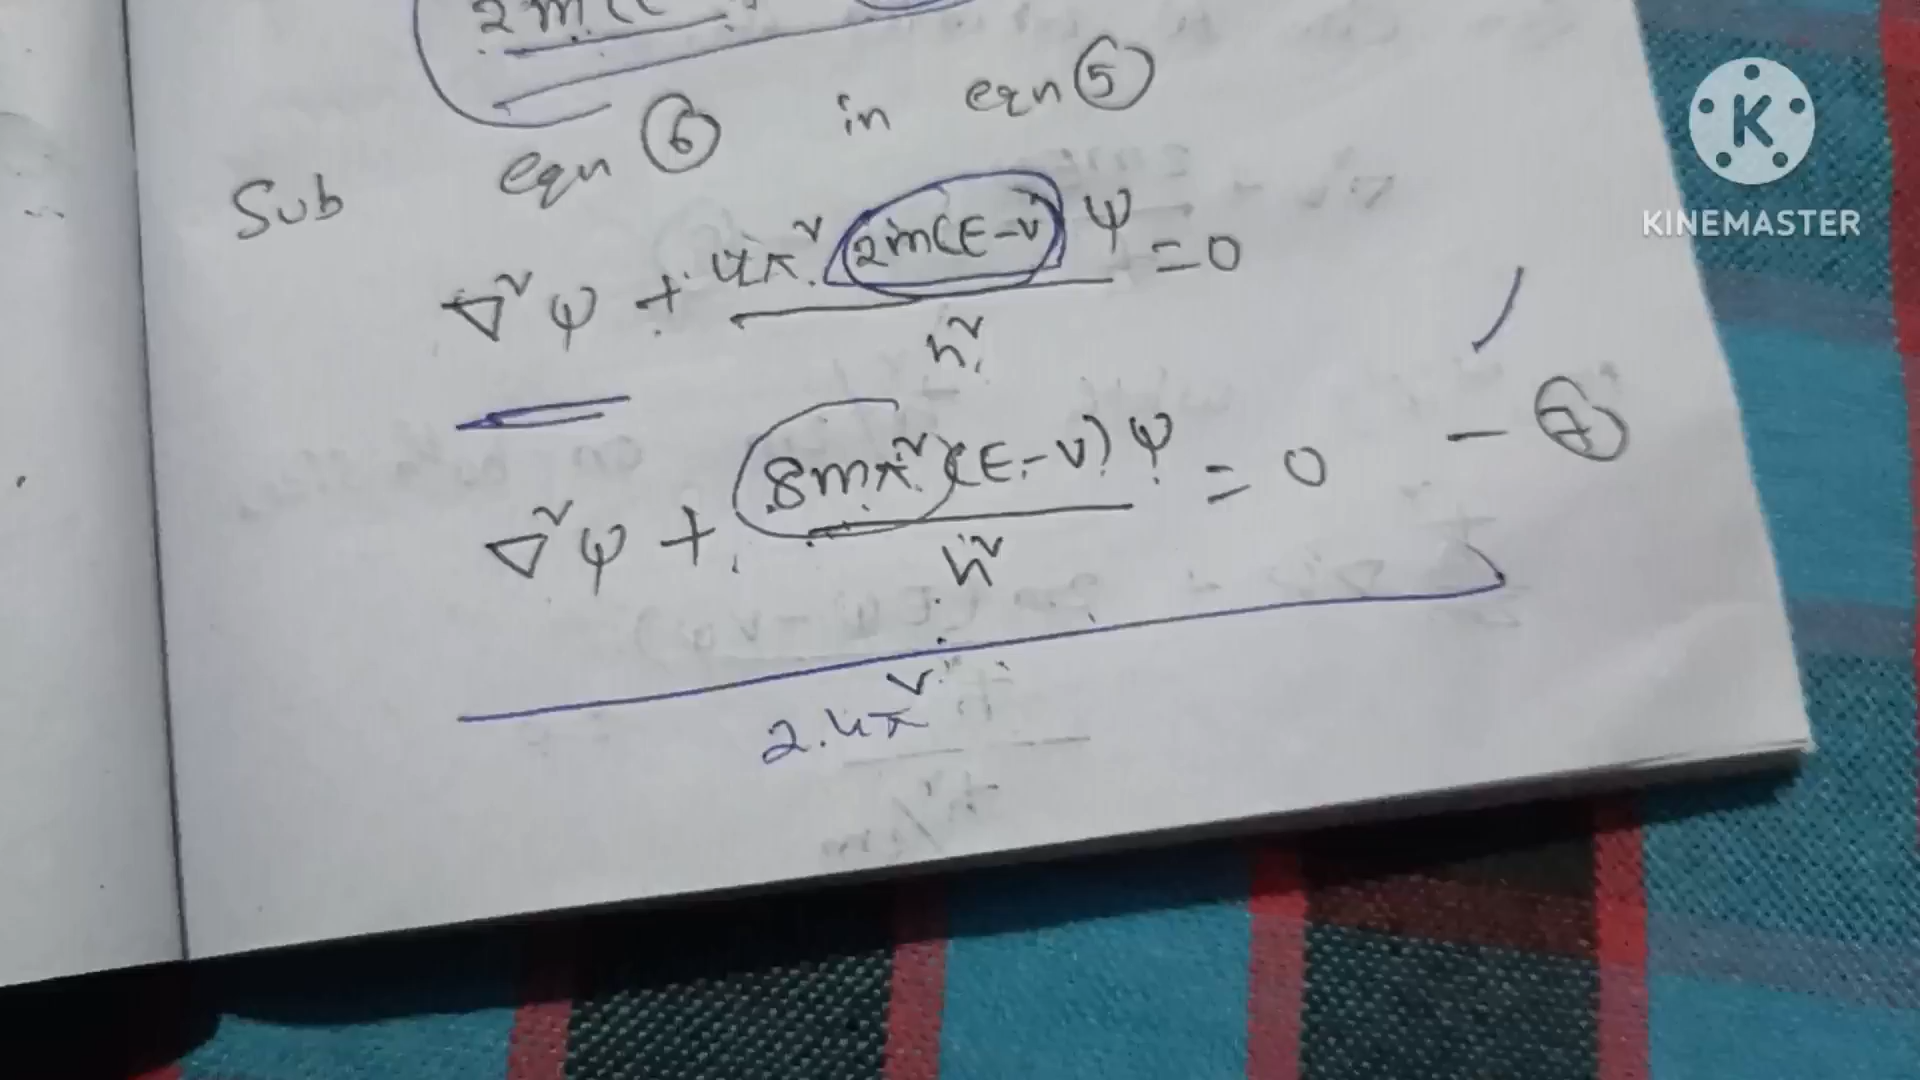 2m(E
Sub eqn ⑥ in eqn ⑤
∇²ψ + 4π² 2m(E-V) ψ = 0
h²
∇²ψ + 8mπ² (E-V) ψ = 0 - ⑦
h²
2.4π²
K
KINEMASTER